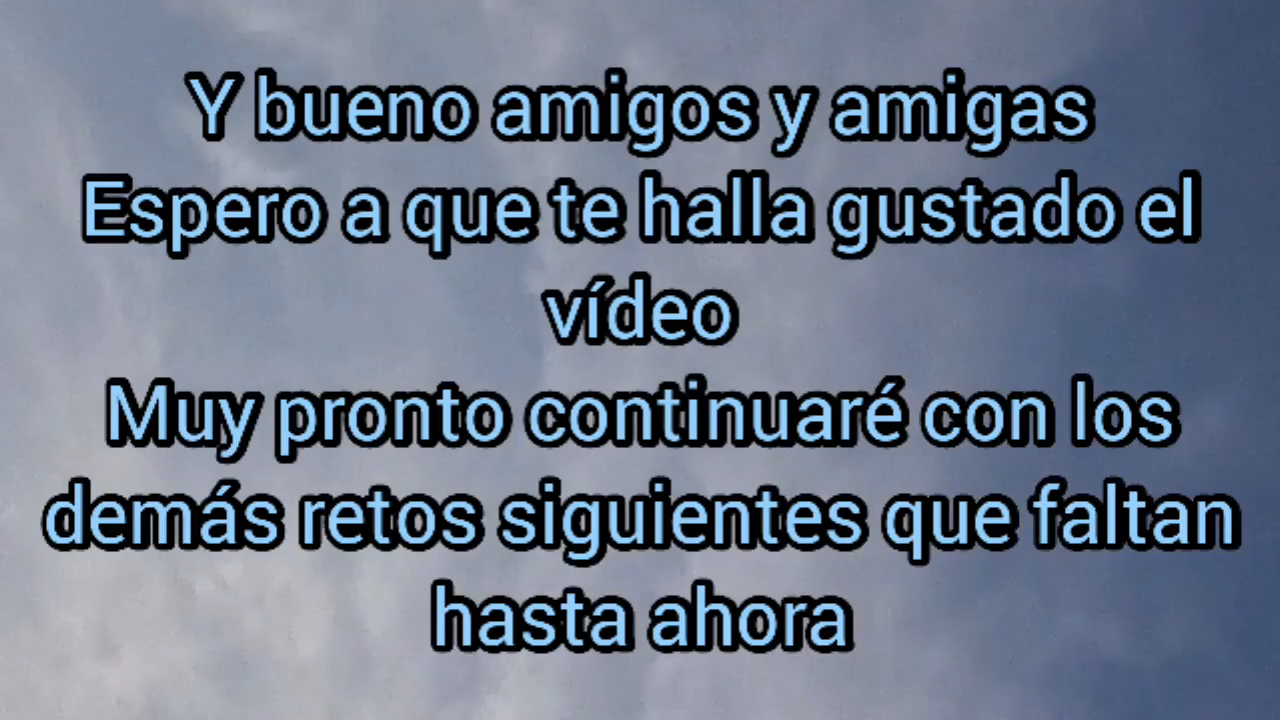 Y bueno amigos y amigas
Espero a que te halla gustado el
vídeo
Muy pronto continuaré con los
demás retos siguientes que faltan
hasta ahora